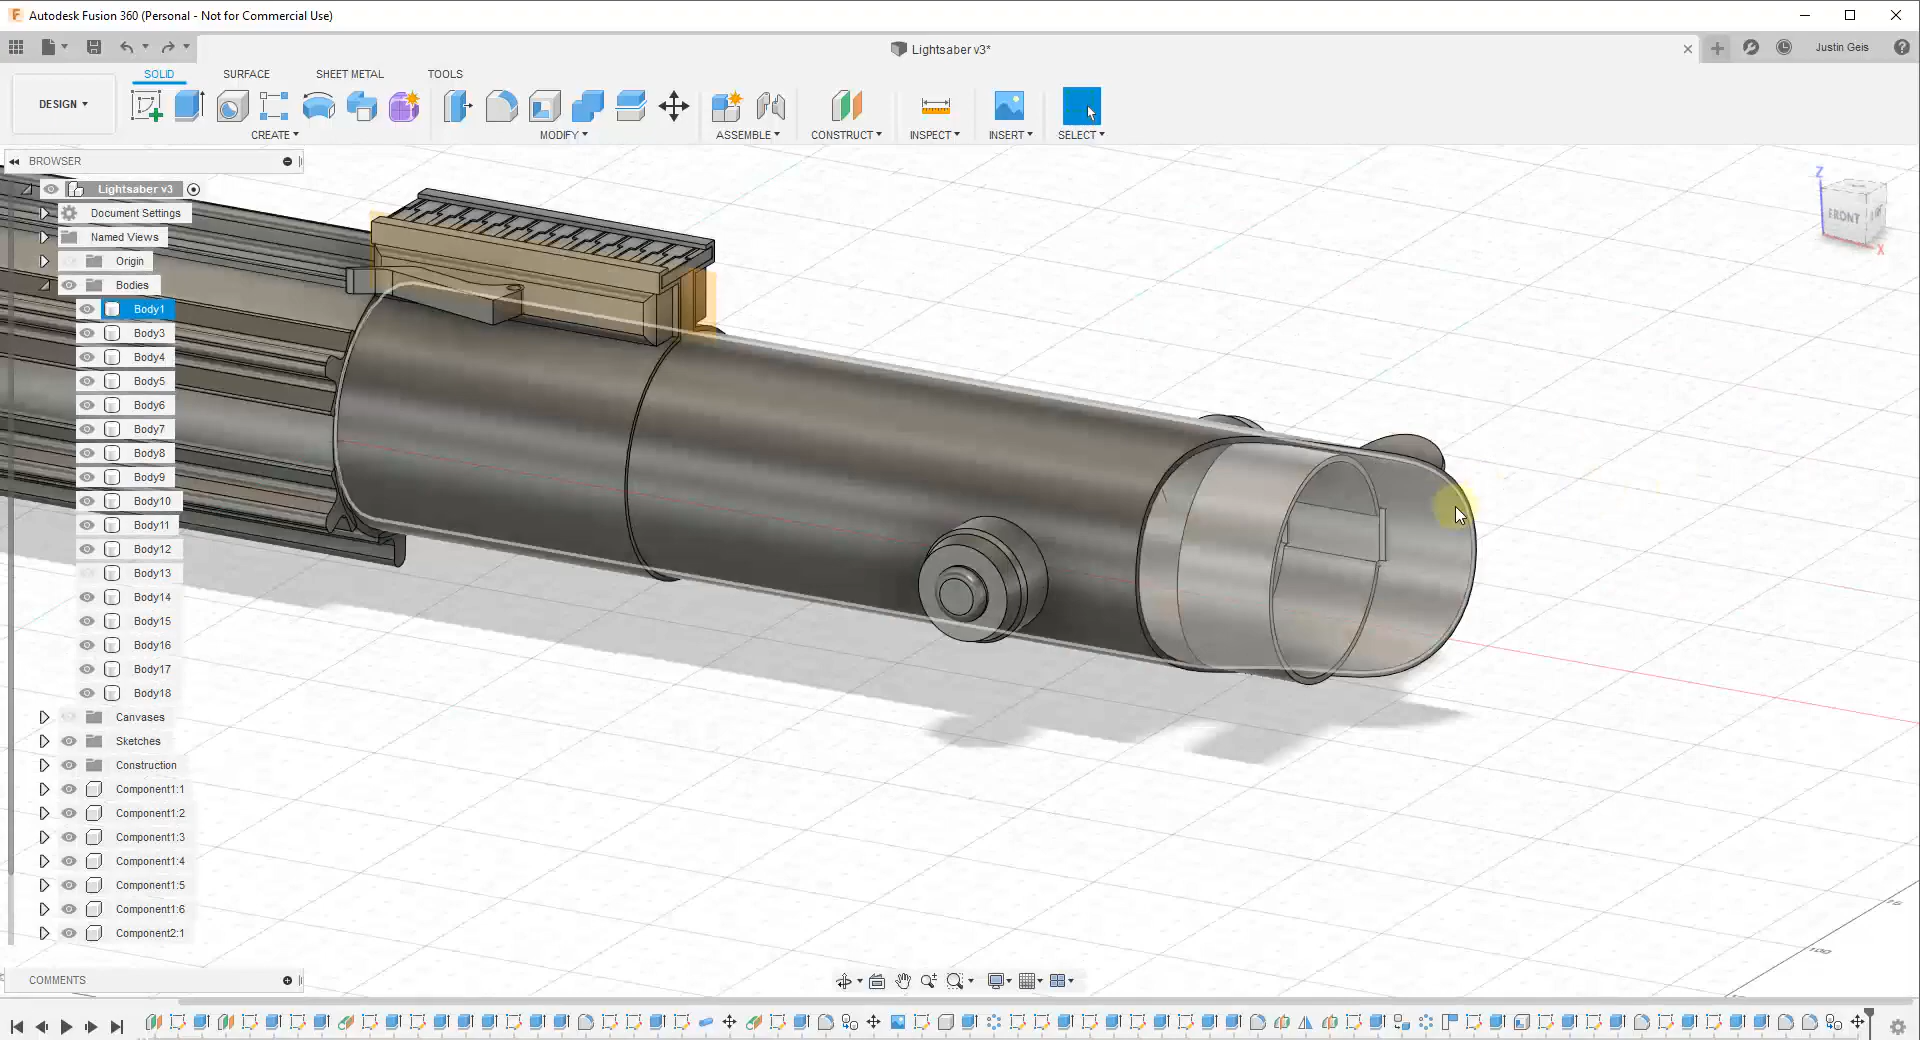 Autodesk Fusion 360 (Personal - Not for Commercial Use)
Lightsaber v3*
Justin Geis
DESIGN
SOLID
SURFACE
SHEET METAL
TOOLS
CREATE
MODIFY
ASSEMBLE
CONSTRUCT
INSPECT
INSERT
SELECT
BROWSER
Lightsaber v3
Document Settings
Named Views
Origin
Bodies
Body1
Body3
Body4
Body5
Body6
Body7
Body8
Body9
Body10
Body11
Body12
Body13
Body14
Body15
Body16
Body17
Body18
Canvases
Sketches
Construction
Component1:1
Component1:2
Component1:3
Component1:4
Component1:5
Component1:6
Component2:1
Z
FRONT
X
100
COMMENTS